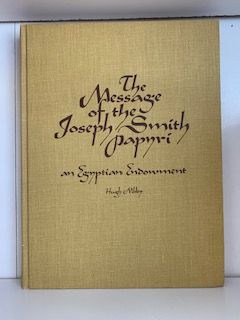 The
Message
of the
Joseph Smith
Papyri
an Egyptian Endowment
Hugh Nibley